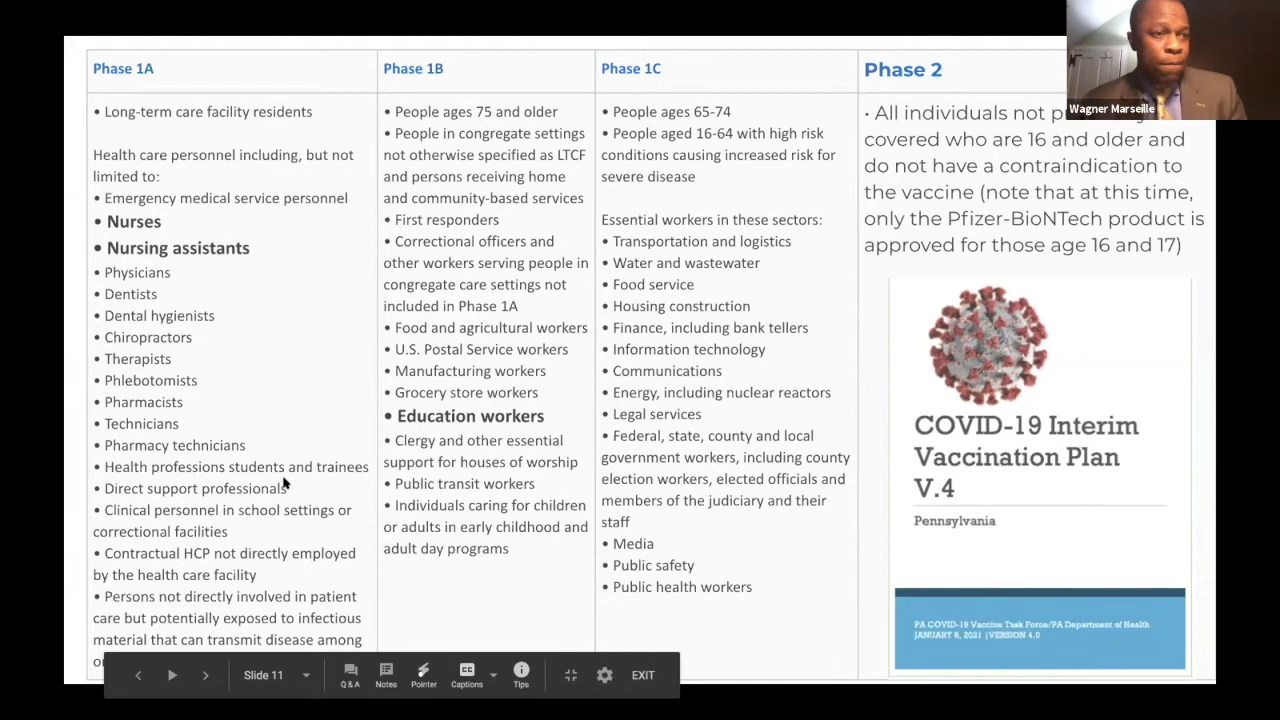 Phase 1A
• Long-term care facility residents
Health care personnel including, but not
limited to:
• Emergency medical service personnel
• Nurses
• Nursing assistants
• Physicians
• Dentists
• Dental hygienists
• Chiropractors
• Therapists
• Phlebotomists
• Pharmacists
• Technicians
• Pharmacy technicians
• Health professions students and trainees
• Direct support professionals
• Clinical personnel in school settings or
correctional facilities
• Contractual HCP not directly employed
by the health care facility
• Persons not directly involved in patient
care but potentially exposed to infectious
material that can transmit disease among
Phase 1B
• People ages 75 and older
• People in congregate settings
not otherwise specified as LTCF
and persons receiving home
and community-based services
• First responders
• Correctional officers and
other workers serving people in
congregate care settings not
included in Phase 1A
• Food and agricultural workers
• U.S. Postal Service workers
• Manufacturing workers
• Grocery store workers
• Education workers
• Clergy and other essential
support for houses of worship
• Public transit workers
• Individuals caring for children
or adults in early childhood and
adult day programs
Phase 1C
• People ages 65-74
• People aged 16-64 with high risk
conditions causing increased risk for
severe disease
Essential workers in these sectors:
• Transportation and logistics
• Water and wastewater
• Food service
• Housing construction
• Finance, including bank tellers
• Information technology
• Communications
• Energy, including nuclear reactors
• Legal services
• Federal, state, county and local
government workers, including county
election workers, elected officials and
members of the judiciary and their
staff
• Media
• Public safety
• Public health workers
Phase 2
• All individuals not
covered who are 16 and older and
do not have a contraindication to
the vaccine (note that at this time,
only the Pfizer-BioNTech product is
approved for those age 16 and 17)
COVID-19 Interim
Vaccination Plan
V.4
Pennsylvania
PA COVID-19 Vaccine Task Force/PA Department of Health
JANUARY 8, 2021 | VERSION 4.0
Wagner Marseille
Slide 11
Q & A
Notes
Pointer
Captions
Tips
EXIT